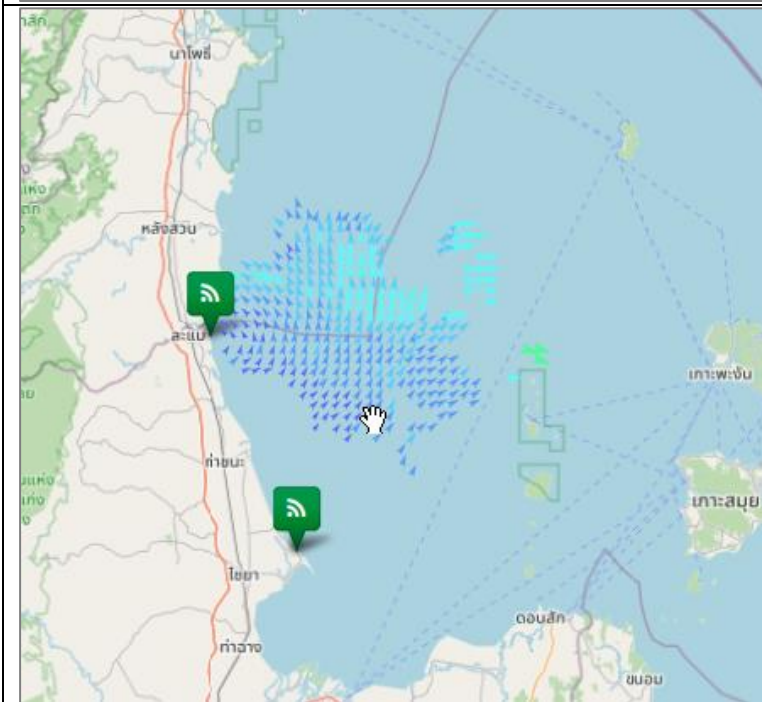 นาโพธิ์
หลังสวน
ละแม
เกาะพะงัน
ท่าชนะ
เกาะสมุย
ไชยา
ดอนสัก
ท่าฉาง
ขนอม